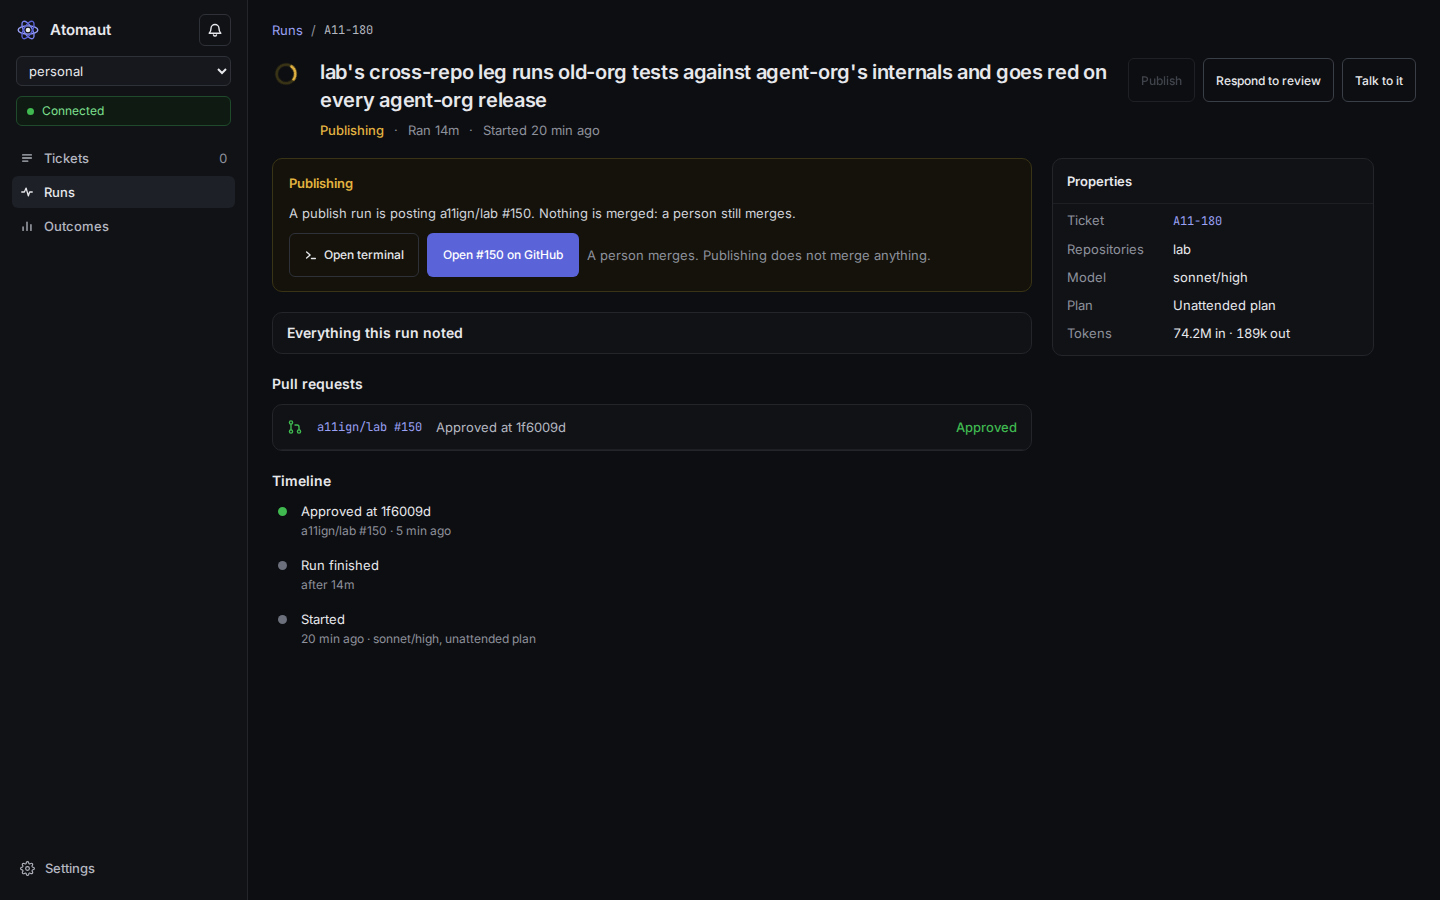 Atomaut
personal
Connected
Tickets 0
Runs
Outcomes
Settings
Runs / A11-180
lab's cross-repo leg runs old-org tests against agent-org's internals and goes red on
every agent-org release
Publishing · Ran 14m · Started 20 min ago
Publish
Respond to review
Talk to it
Publishing
A publish run is posting a11ign/lab #150. Nothing is merged: a person still merges.
Open terminal
Open #150 on GitHub
A person merges. Publishing does not merge anything.
Everything this run noted
Pull requests
a11ign/lab #150 Approved at 1f6009d Approved
Timeline
Approved at 1f6009d
a11ign/lab #150 · 5 min ago
Run finished
after 14m
Started
20 min ago · sonnet/high, unattended plan
Properties
Ticket A11-180
Repositories lab
Model sonnet/high
Plan Unattended plan
Tokens 74.2M in · 189k out